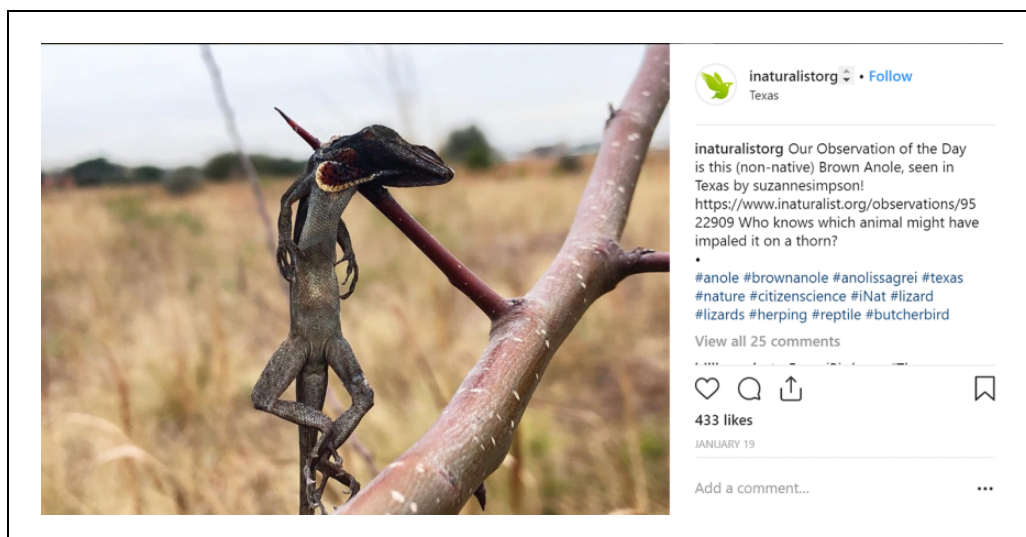 inaturalistorg • Follow
Texas
inaturalistorg Our Observation of the Day
is this (non-native) Brown Anole, seen in
Texas by suzannesimpson!
https://www.inaturalist.org/observations/95
22909 Who knows which animal might have
impaled it on a thorn?
•
#anole #brownanole #anolissagrei #texas
#nature #citizenscience #iNat #lizard
#lizards #herping #reptile #butcherbird
View all 25 comments
433 likes
JANUARY 19
Add a comment...